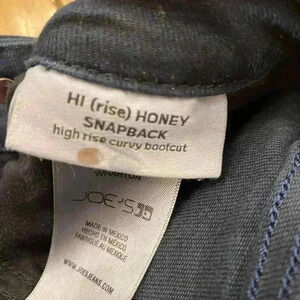 HI (rise) HONEY
SNAPBACK
high rise curvy bootcut
WHARTON
JOE'S
MADE IN MEXICO
HECHO EN MÉXICO
FABRIQUÉ AU MEXIQUE
WWW.JOESJEANS.COM